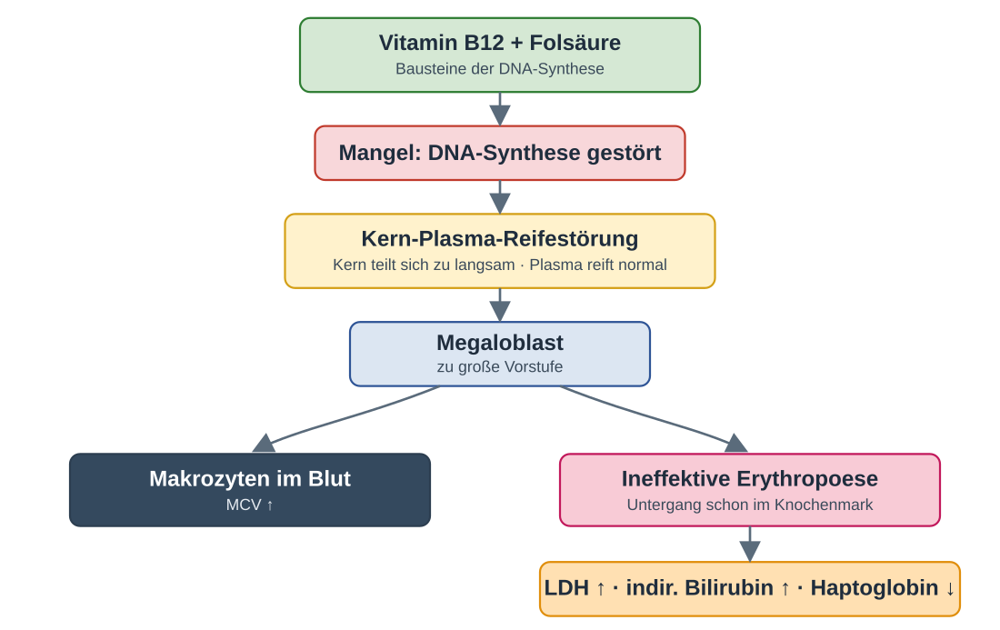 Vitamin B12 + Folsäure
Bausteine der DNA-Synthese
Mangel: DNA-Synthese gestört
Kern-Plasma-Reifestörung
Kern teilt sich zu langsam · Plasma reift normal
Megaloblast
zu große Vorstufe
Makrozyten im Blut
MCV ↑
Ineffektive Erythropoese
Untergang schon im Knochenmark
LDH ↑ · indir. Bilirubin ↑ · Haptoglobin ↓